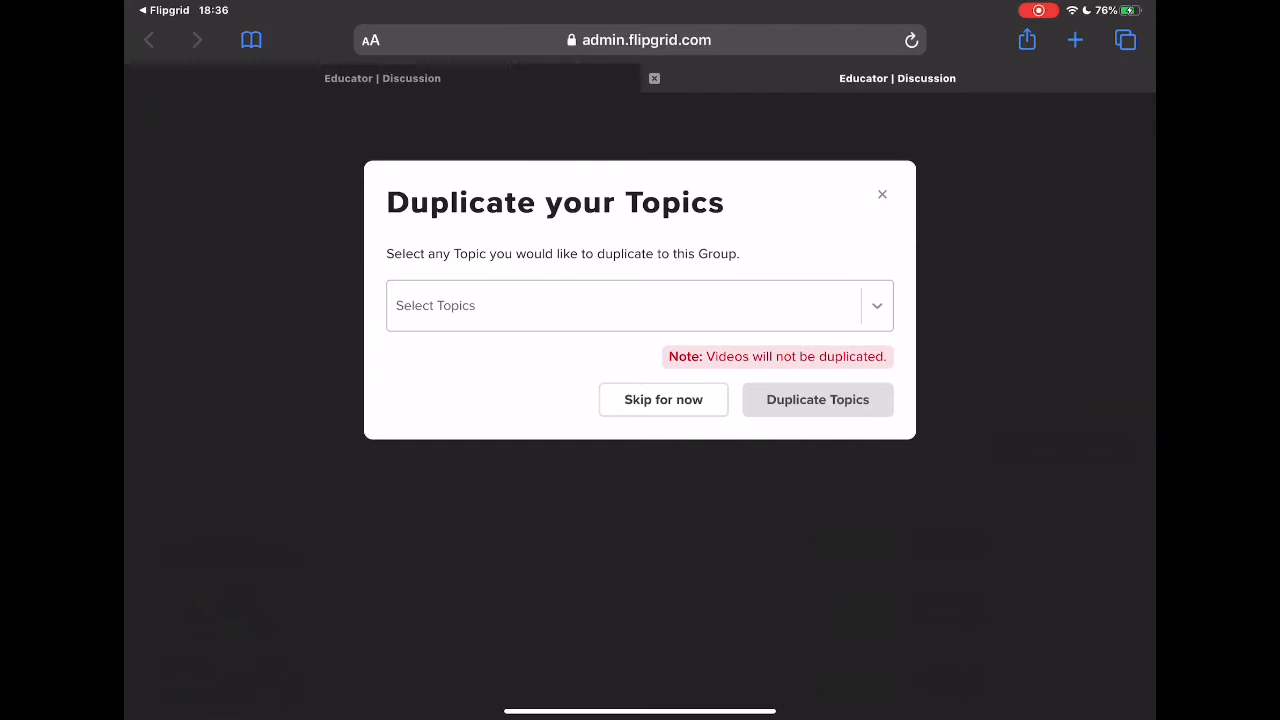 Flipgrid 18:36
76%
AA
admin.flipgrid.com
Educator | Discussion
Educator | Discussion
Duplicate your Topics
Select any Topic you would like to duplicate to this Group.
Select Topics
Note: Videos will not be duplicated.
Skip for now
Duplicate Topics